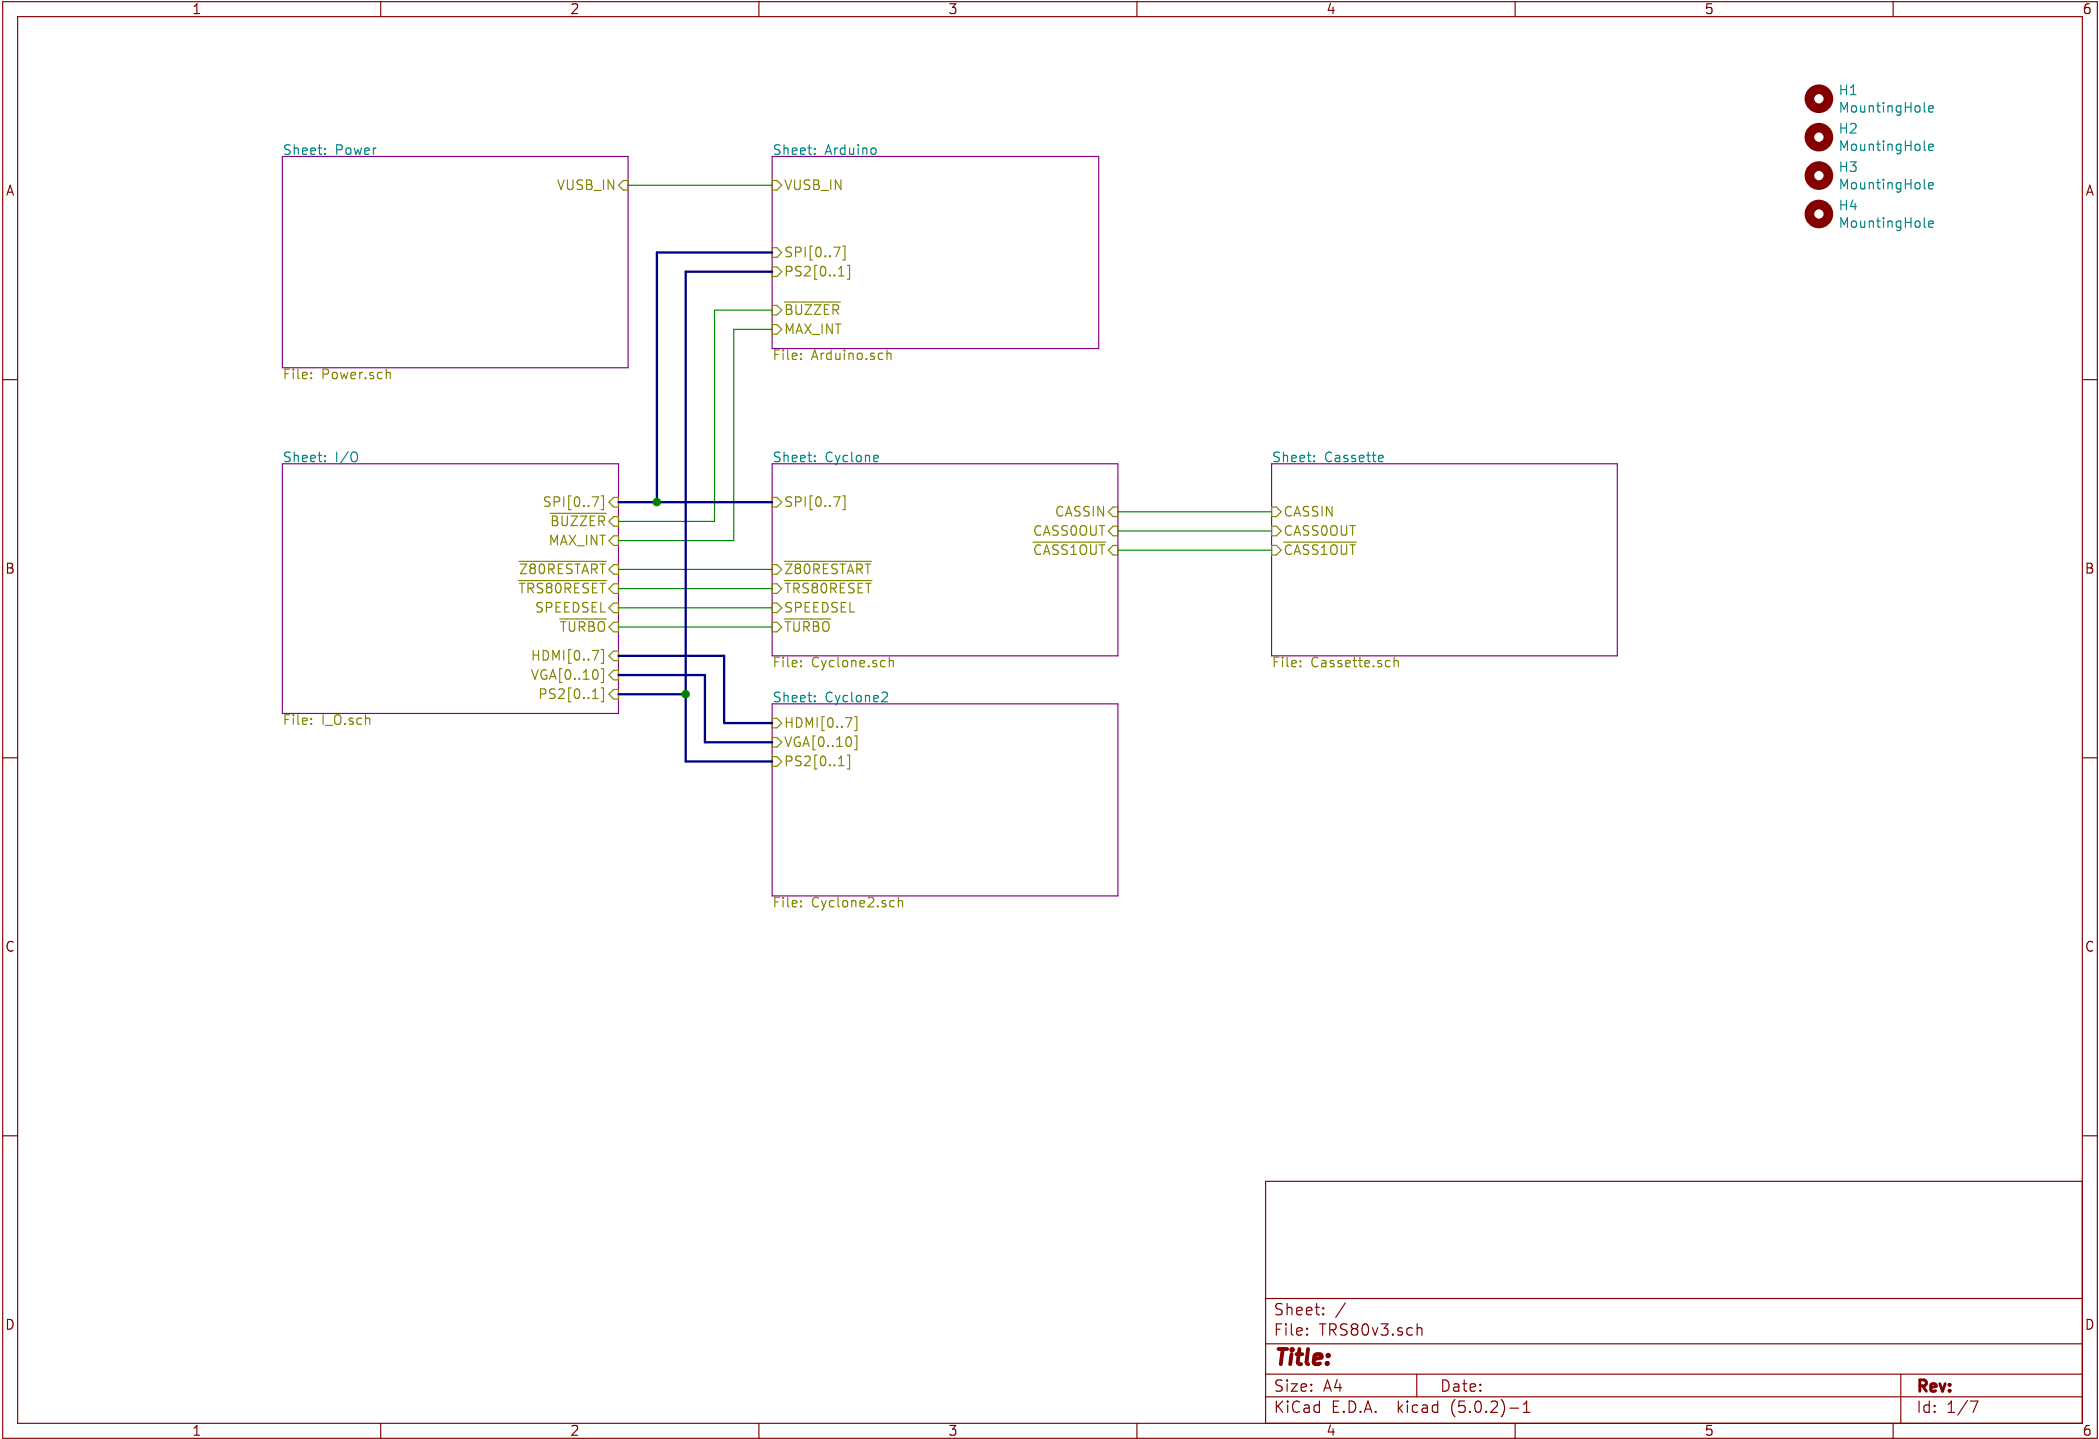 1 2 3 4 5 6
H1
MountingHole
H2
MountingHole
H3
MountingHole
H4
MountingHole
A A
Sheet: Power
VUSB_IN
File: Power.sch
Sheet: Arduino
VUSB_IN
SPI[0..7]
PS2[0..1]
BUZZER
MAX_INT
File: Arduino.sch
Sheet: I/O
SPI[0..7]
BUZZER
MAX_INT
Z80RESTART
TRS80RESET
SPEEDSEL
TURBO
HDMI[0..7]
VGA[0..10]
PS2[0..1]
File: I_O.sch
Sheet: Cyclone
SPI[0..7]
Z80RESTART
TRS80RESET
SPEEDSEL
TURBO
CASSIN
CASS0OUT
CASS1OUT
File: Cyclone.sch
Sheet: Cassette
CASSIN
CASS0OUT
CASS1OUT
File: Cassette.sch
B B
Sheet: Cyclone2
HDMI[0..7]
VGA[0..10]
PS2[0..1]
File: Cyclone2.sch
C C
D D
Sheet: /
File: TRS80v3.sch
Title:
Size: A4 Date: Rev:
KiCad E.D.A. kicad (5.0.2)-1 Id: 1/7
1 2 3 4 5 6